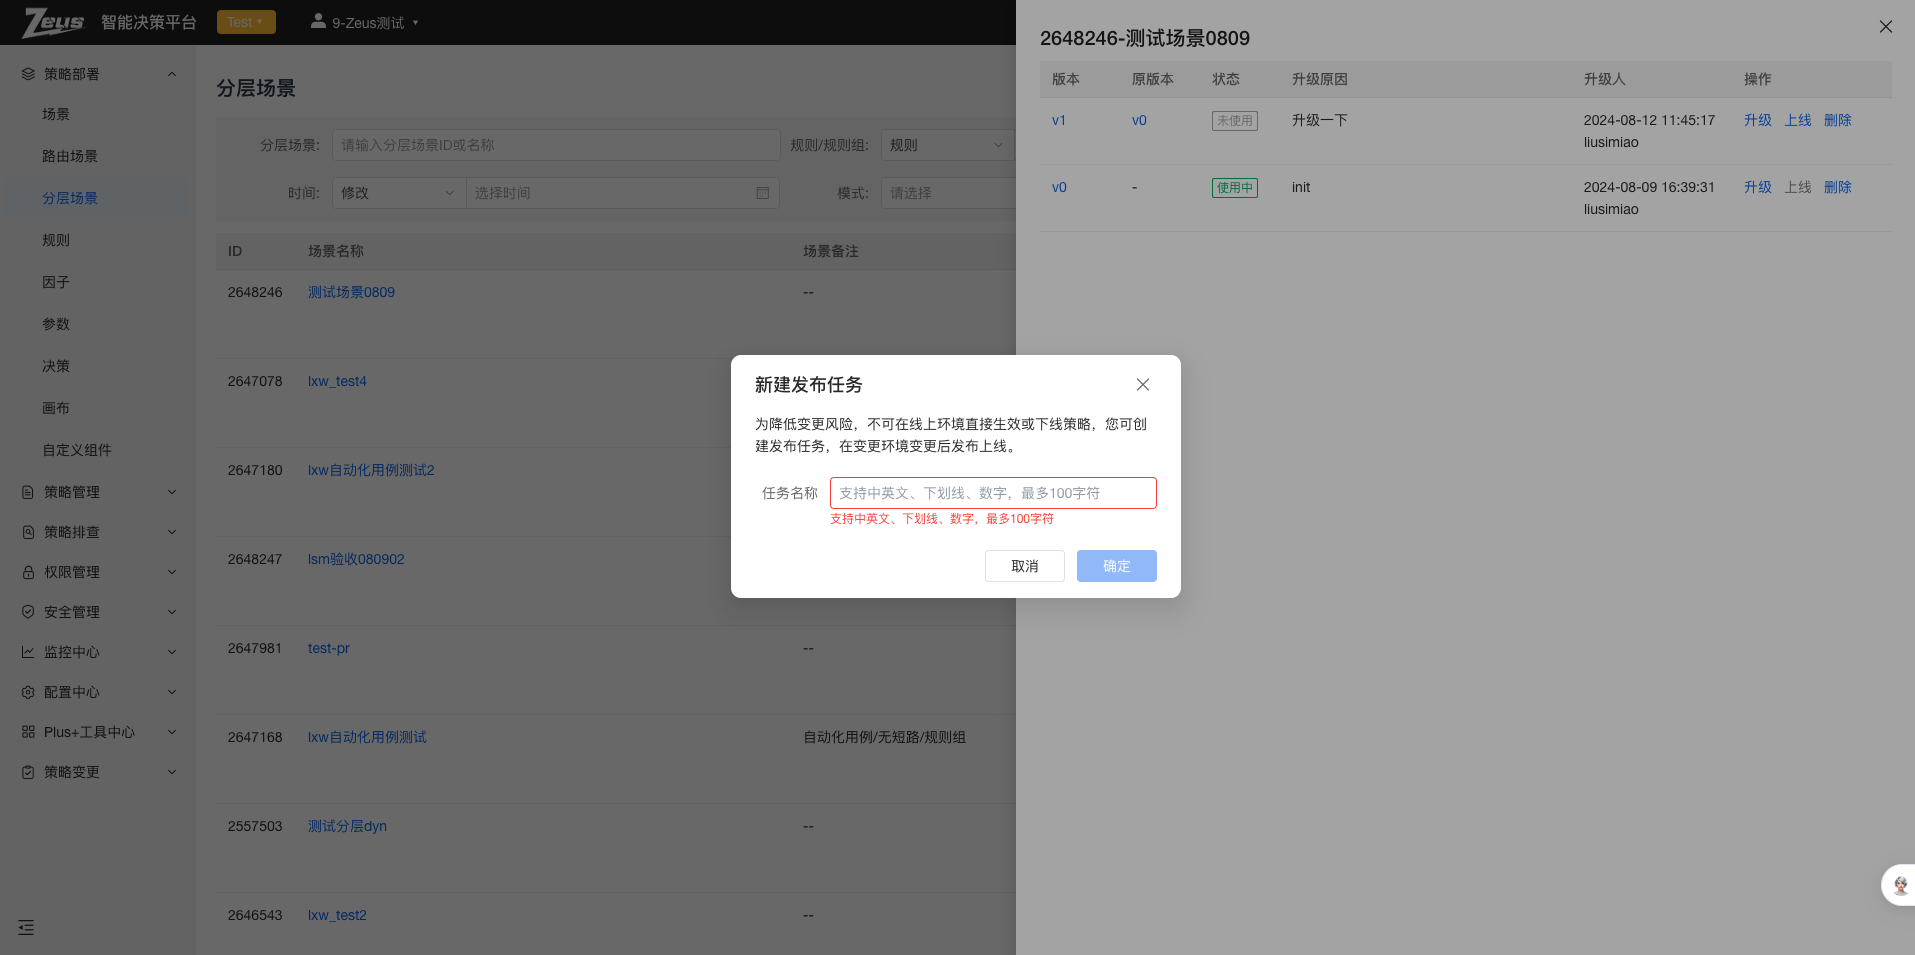 Zeus 智能决策平台 Test 9-Zeus测试
策略部署
场景
路由场景
分层场景
规则
因子
参数
决策
画布
自定义组件
策略管理
策略排查
权限管理
安全管理
监控中心
配置中心
Plus+工具中心
策略变更
分层场景
分层场景: 请输入分层场景ID或名称 规则/规则组: 规则
时间: 修改 选择时间 模式: 请选择
ID 场景名称 场景备注
2648246 测试场景0809 --
2647078 lxw_test4
2647180 lxw自动化用例测试2
2648247 lsm验收080902
2647981 test-pr --
2647168 lxw自动化用例测试 自动化用例/无短路/规则组
2557503 测试分层dyn --
2646543 lxw_test2 --
2648246-测试场景0809
版本 原版本 状态 升级原因 升级人 操作
v1 v0 未使用 升级一下 2024-08-12 11:45:17 升级 上线 删除
liusimiao
v0 - 使用中 init 2024-08-09 16:39:31 升级 上线 删除
liusimiao
新建发布任务
为降低变更风险，不可在线上环境直接生效或下线策略，您可创
建发布任务，在变更环境变更后发布上线。
任务名称 支持中英文、下划线、数字，最多100字符
支持中英文、下划线、数字，最多100字符
取消 确定